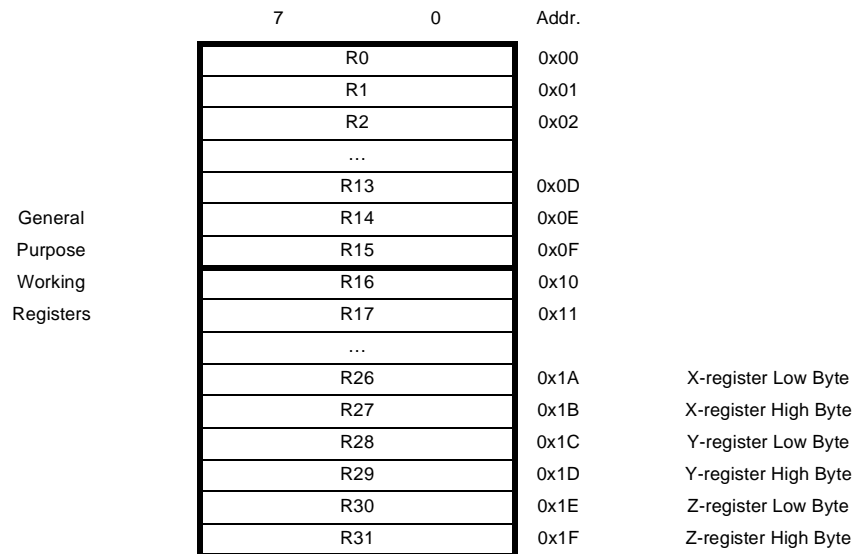 7 0 Addr.
R0 0x00
R1 0x01
R2 0x02
…
R13 0x0D
General R14 0x0E
Purpose R15 0x0F
Working R16 0x10
Registers R17 0x11
…
R26 0x1A X-register Low Byte
R27 0x1B X-register High Byte
R28 0x1C Y-register Low Byte
R29 0x1D Y-register High Byte
R30 0x1E Z-register Low Byte
R31 0x1F Z-register High Byte